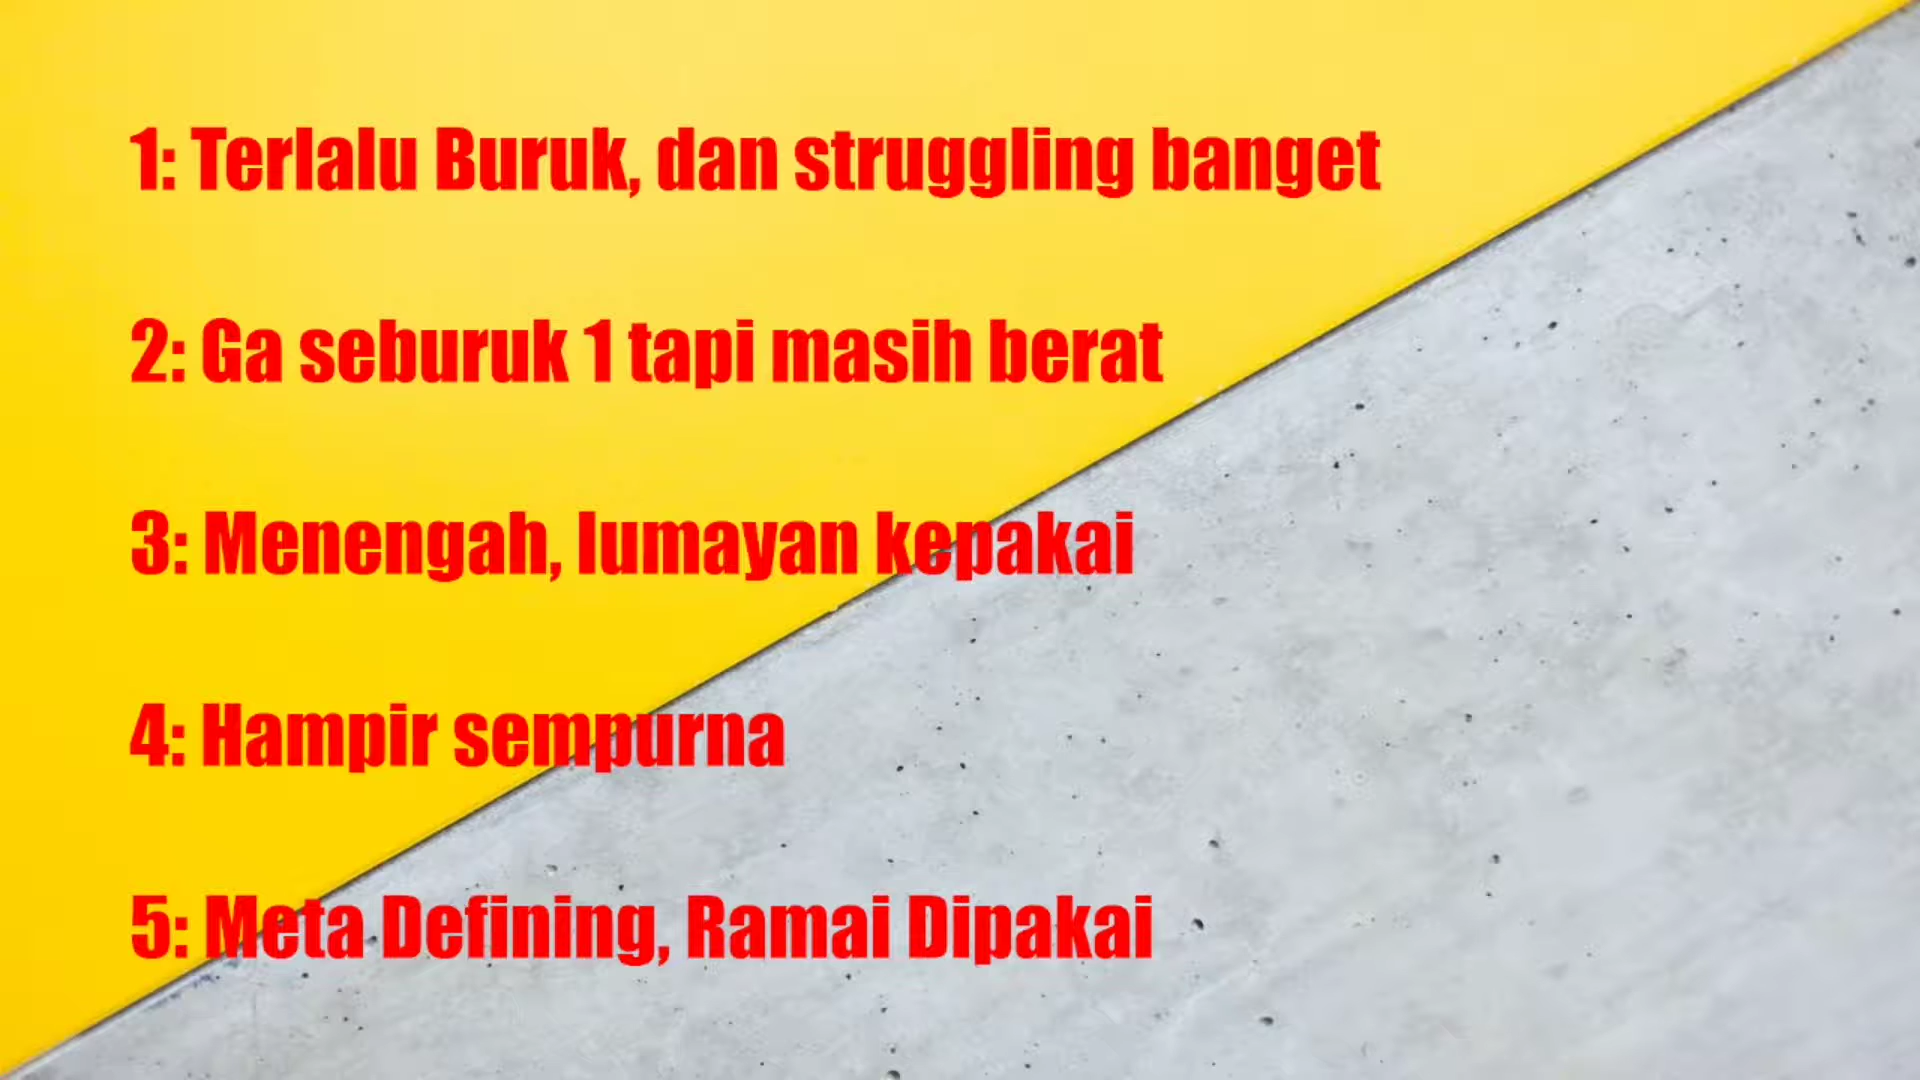 1: Terlalu Buruk, dan struggling banget
2: Ga seburuk 1 tapi masih berat
3: Menengah, lumayan kepakai
4: Hampir sempurna
5: Meta Defining, Ramai Dipakai